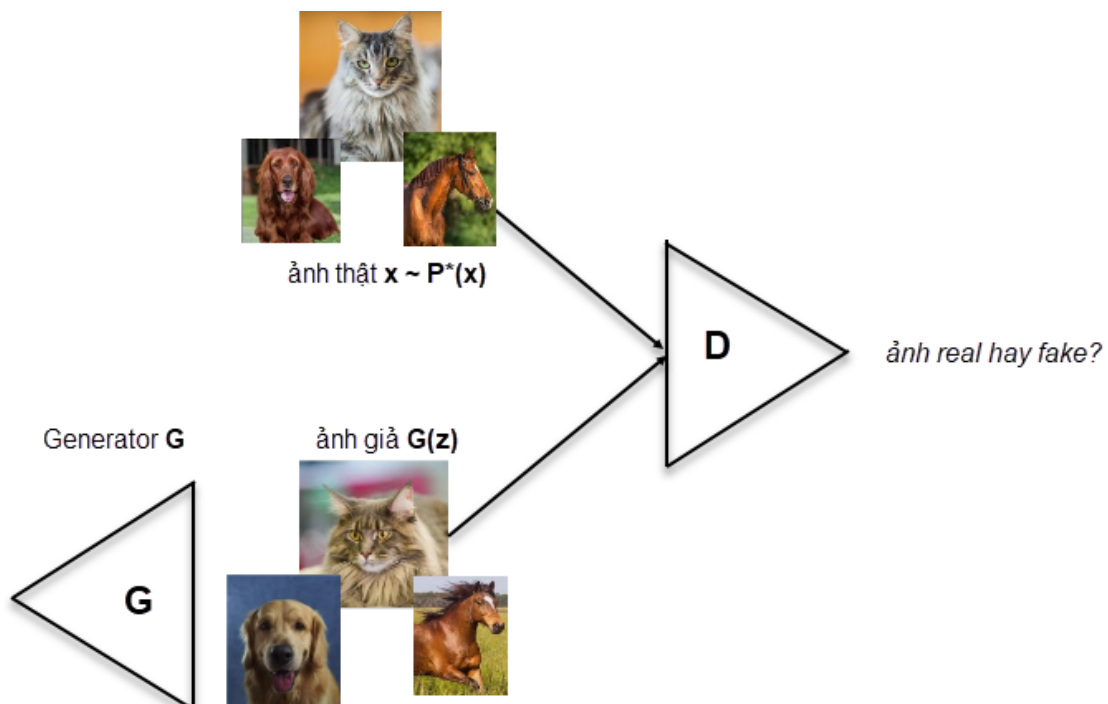 ảnh thật x ~ P*(x)
D
ảnh real hay fake?
Generator G
ảnh giả G(z)
G